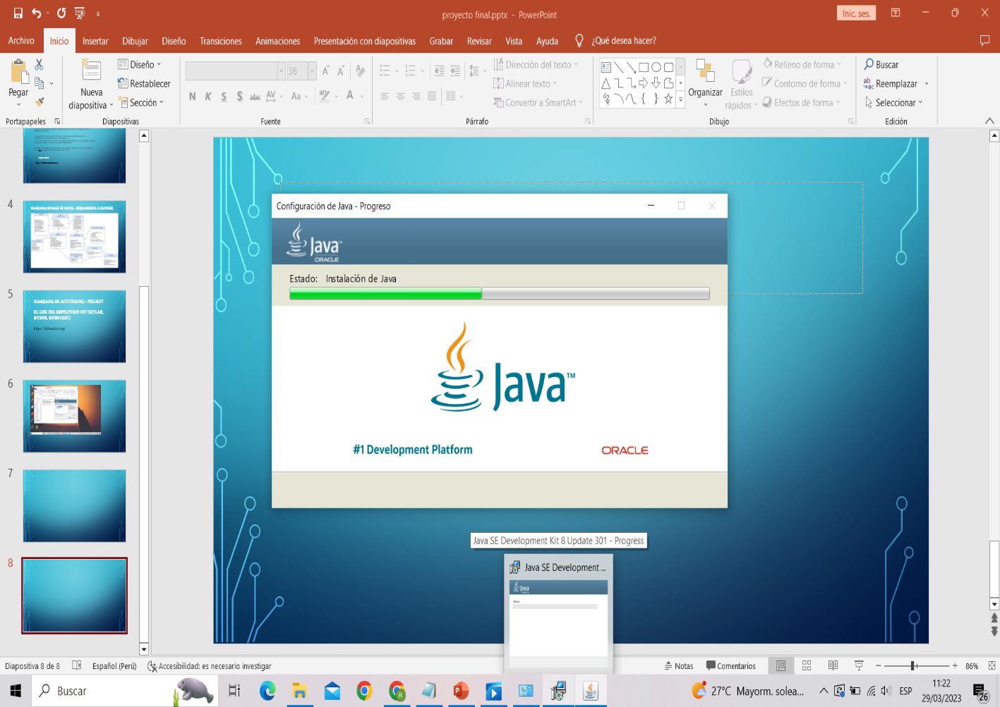 proyecto final.pptx - PowerPoint
Inic. ses.
Archivo Inicio Insertar Dibujar Diseño Transiciones Animaciones Presentación con diapositivas Grabar Revisar Vista Ayuda ¿Qué desea hacer?
Pegar
Nueva
diapositiva
Diseño
Restablecer
Sección
36
N K S S abc AV Aa A
Dirección del texto
Alinear texto
Convertir a SmartArt
Organizar
Estilos
rápidos
Relleno de forma
Contorno de forma
Efectos de forma
Buscar
Reemplazar
Seleccionar
Portapapeles Diapositivas Fuente Párrafo Dibujo Edición
4
5
DIAGRAMA DE ACTIVIDADES - PROJECT
EL LINK DEL REPOSITORIO GIT (GITLAB,
GITHUB, BITBUCKET)
https://bitbucket.org/
6
7
8
Configuración de Java - Progreso
Java™
ORACLE
Estado: Instalación de Java
Java™
#1 Development Platform
ORACLE
Java SE Development Kit 8 Update 301 - Progress
Java SE Development ...
Java
Diapositiva 8 de 8 Español (Perú) Accesibilidad: es necesario investigar Notas Comentarios 86%
Buscar
27°C Mayorm. solea...
ESP
11:22
29/03/2023
26